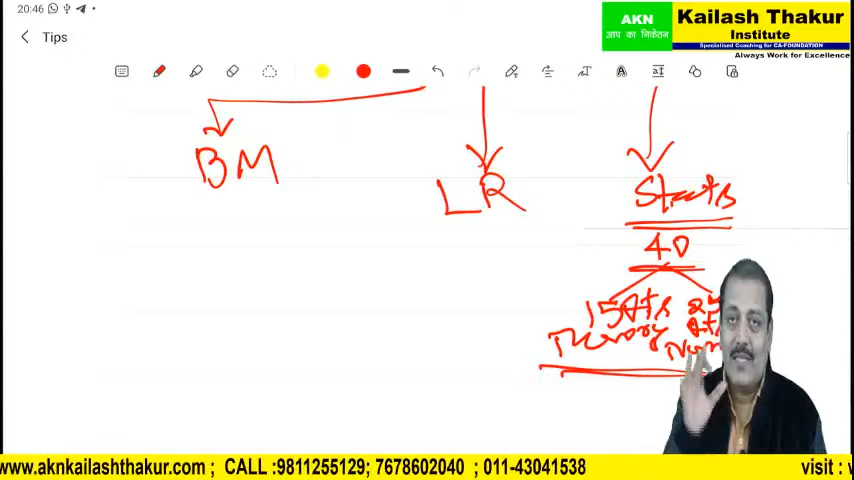 20:46
AKN
आप का निकेतन
Kailash Thakur
Institute
Specialised Coaching for CA-FOUNDATION
Always Work for Excellence
Tips
BM
LR
Stats
40
15 Qts
Theory
www.aknkailashthakur.com ; CALL :9811255129; 7678602040 ; 011-43041538
visit :